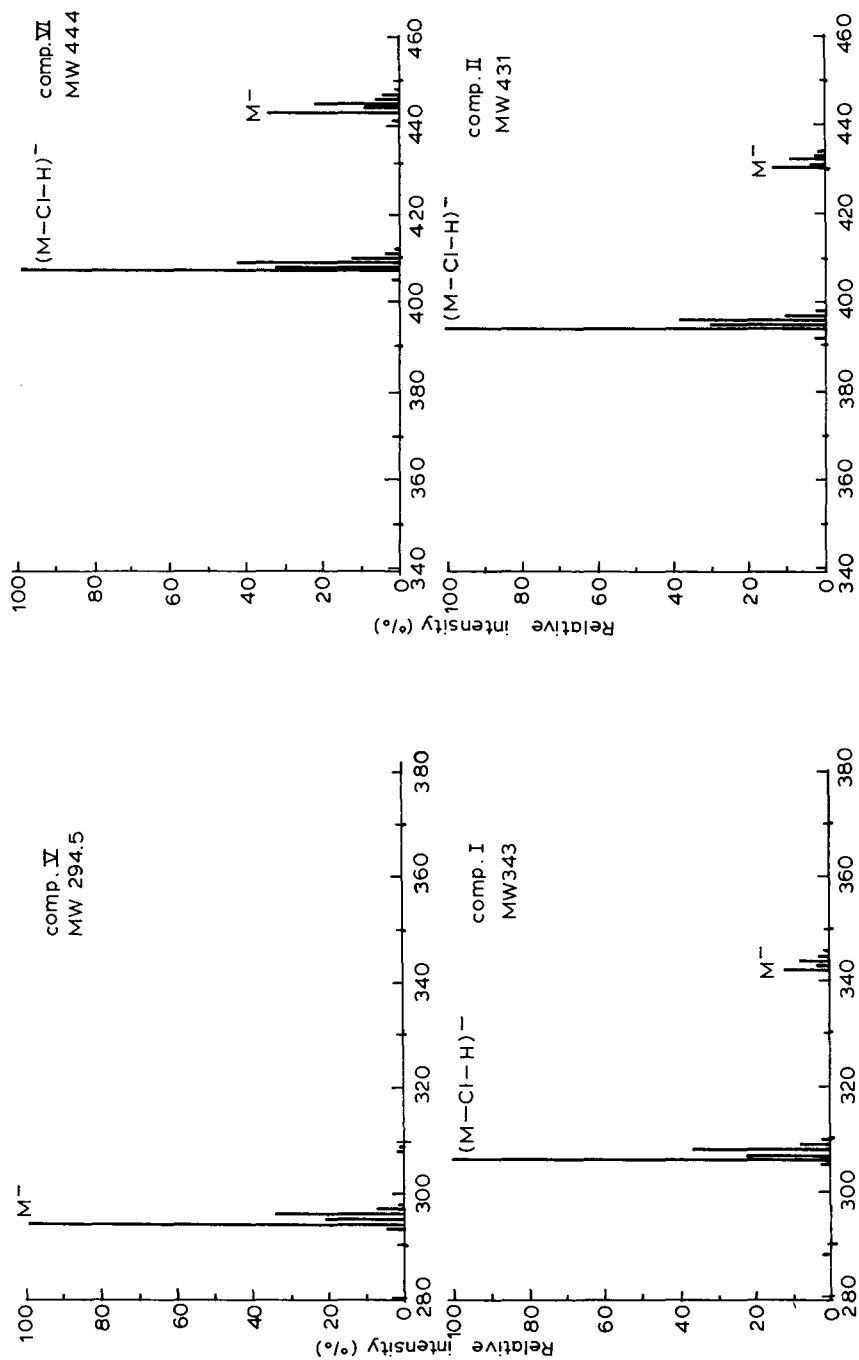 100
80
60
40
20
0
M−
comp. V
MW 294.5
280 300 320 340 360 380
Relative intensity (%)
100
80
60
40
20
0
(M−Cl−H)−
M−
comp. I
MW 343
280 300 320 340 360 380
100
80
60
40
20
0
(M−Cl−H)−
M−
comp. VI
MW 444
340 360 380 400 420 440 460
Relative intensity (%)
100
80
60
40
20
0
(M−Cl−H)−
M−
comp. II
MW 431
340 360 380 400 420 440 460